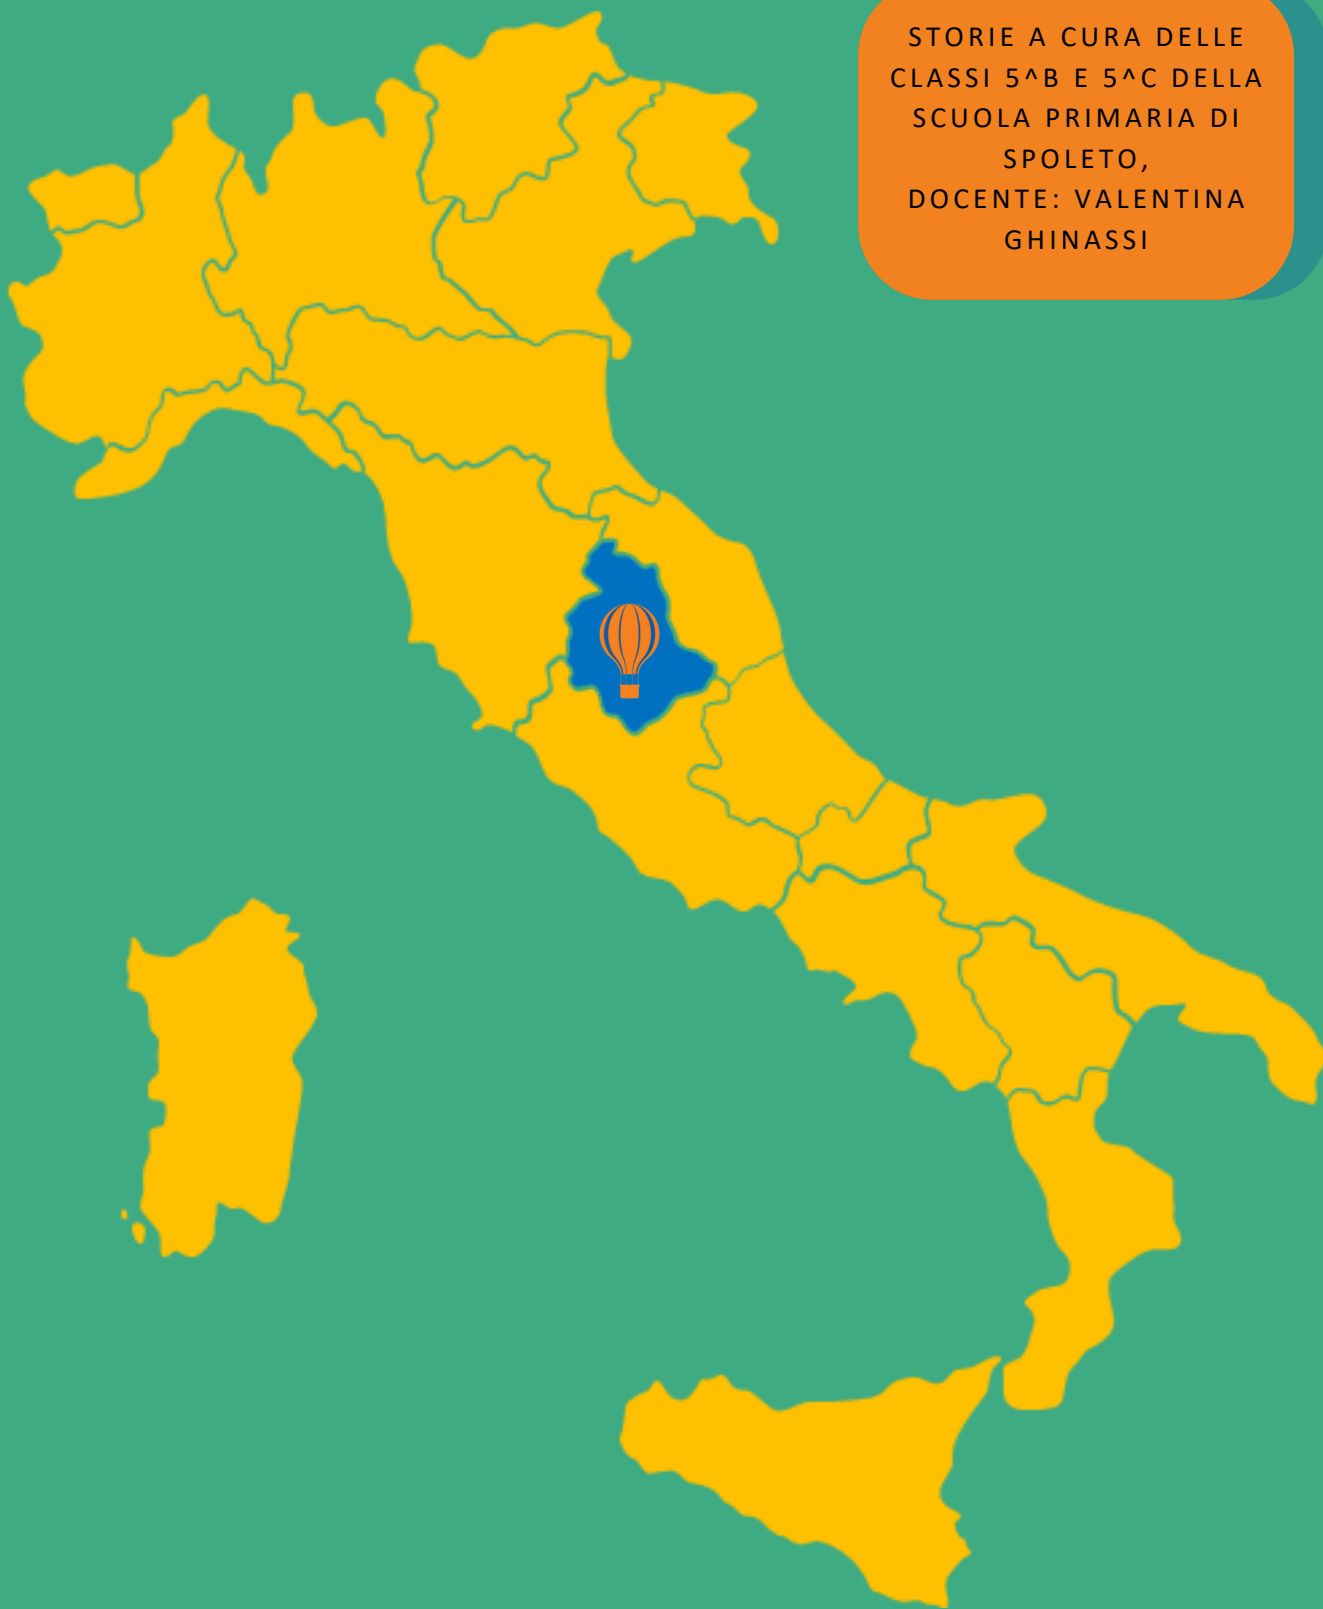 STORIE A CURA DELLE
CLASSI 5^B E 5^C DELLA
SCUOLA PRIMARIA DI
SPOLETO,
DOCENTE: VALENTINA
GHINASSI